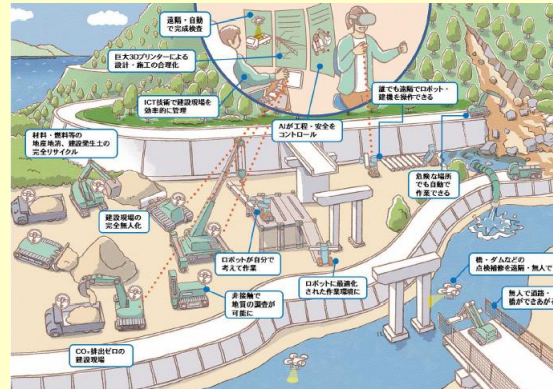 遠隔・自動
で完成検査
巨大3Dプリンターによる
設計・施工の合理化
ICT技術で建設現場を
効率的に管理
AIが工程・安全を
コントロール
誰でも遠隔でロボット・
建機を操作できる
材料・燃料等の
地産地消、建設発生土の
完全リサイクル
危険な場所
でも自動で
作業できる
建設現場の
完全無人化
ロボットが自分で
考えて作業
ロボットに最適化
された作業環境に
橋・ダムなどの
点検補修を遠隔・無人で
非接触で
地質の調査が
可能に
無人で道路・
橋ができあがる
CO₂排出ゼロの
建設現場